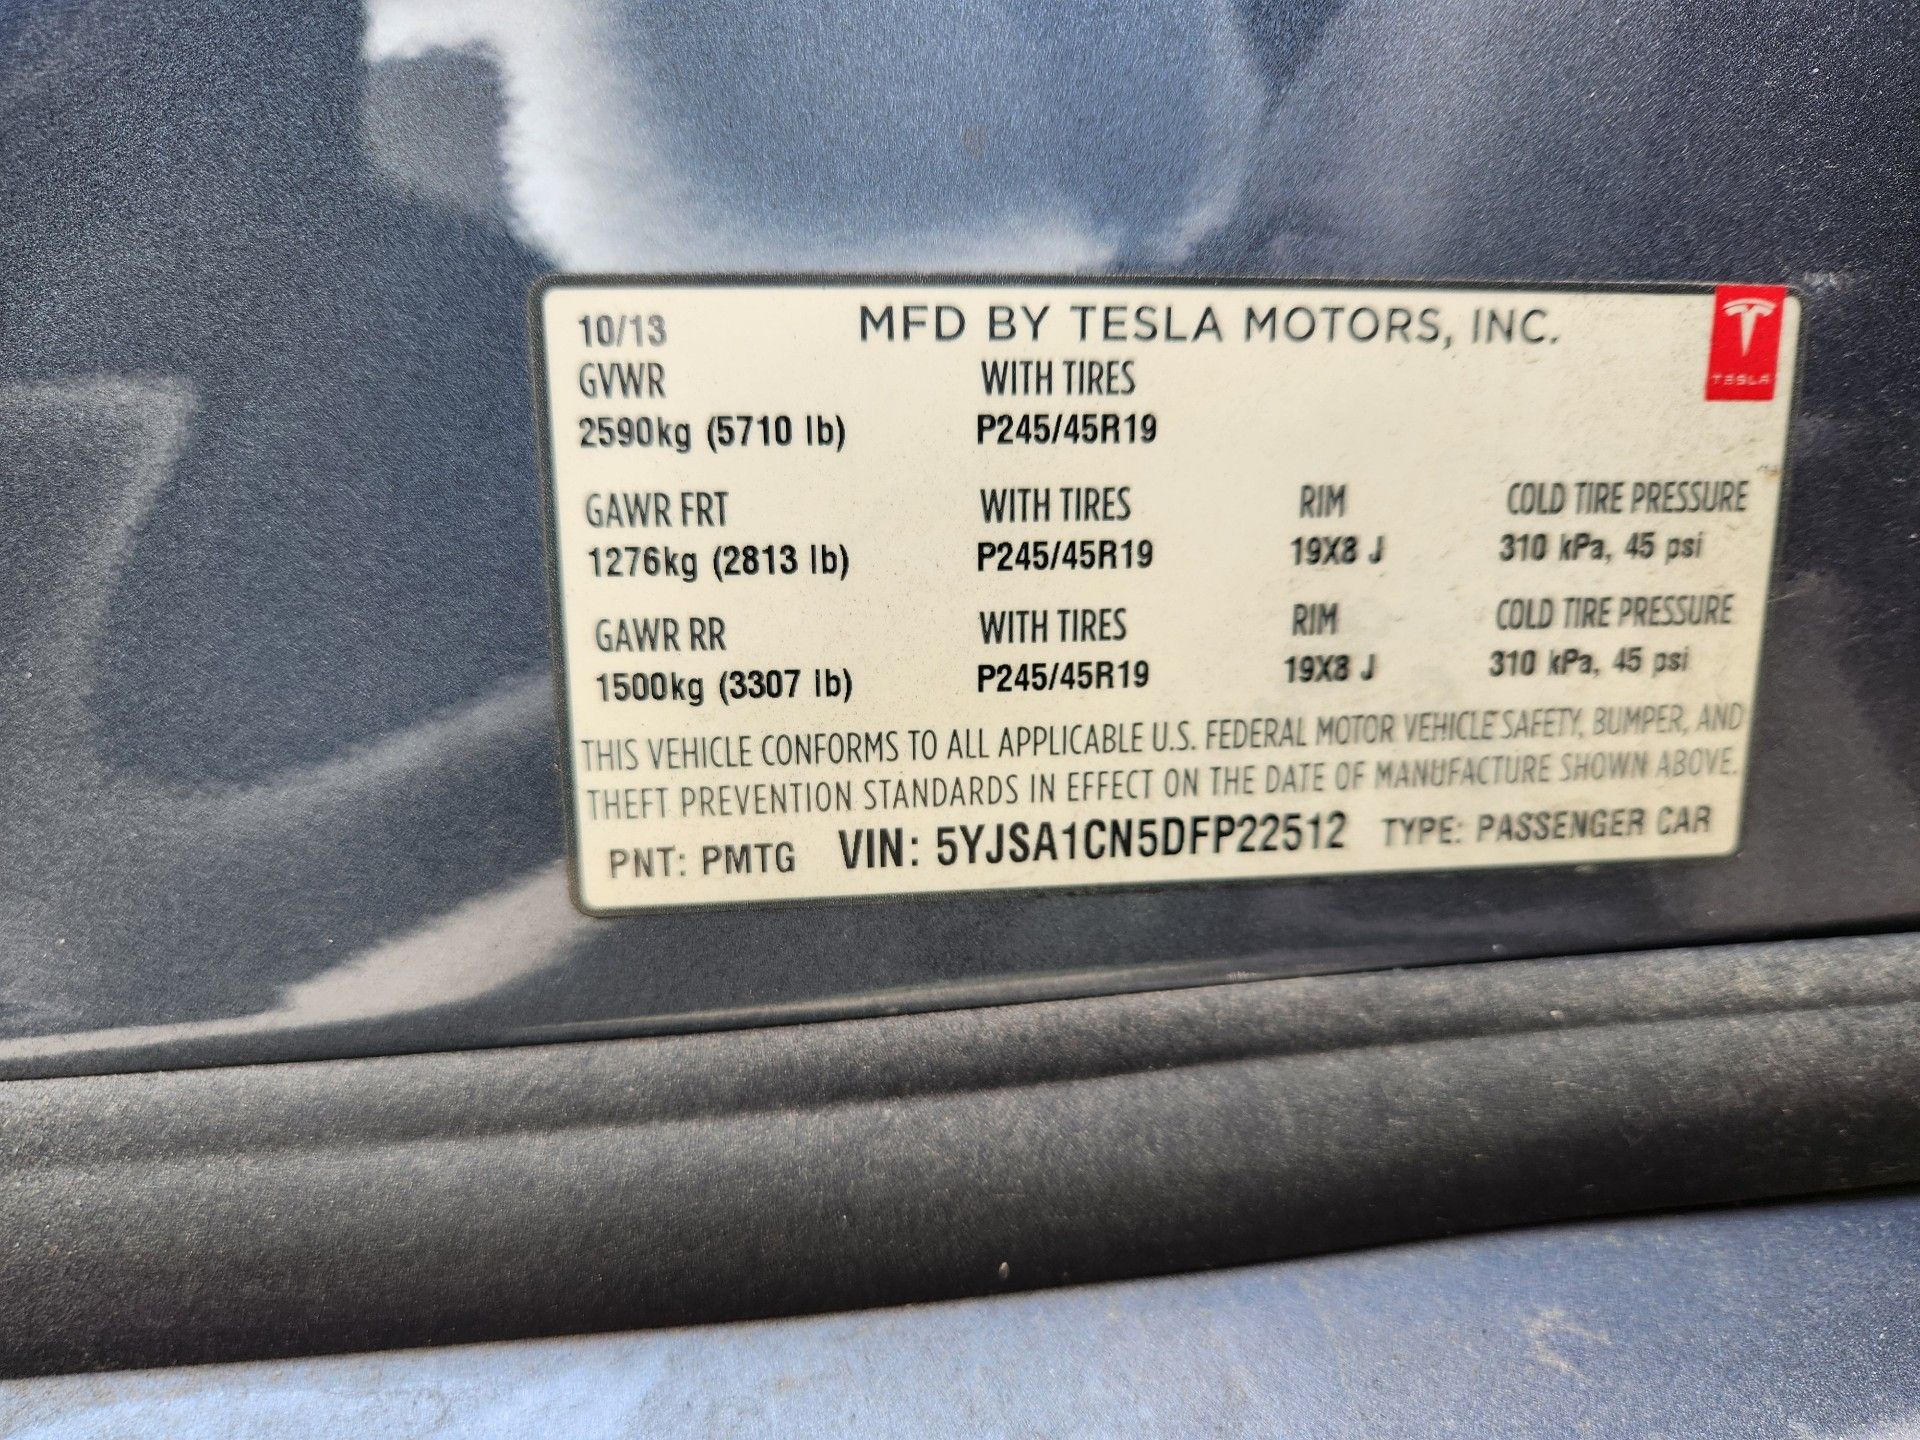 10/13 MFD BY TESLA MOTORS, INC.
TESLA
GVWR WITH TIRES
2590kg (5710 lb) P245/45R19
GAWR FRT WITH TIRES RIM COLD TIRE PRESSURE
1276kg (2813 lb) P245/45R19 19X8 J 310 kPa, 45 psi
GAWR RR WITH TIRES RIM COLD TIRE PRESSURE
1500kg (3307 lb) P245/45R19 19X8 J 310 kPa, 45 psi
THIS VEHICLE CONFORMS TO ALL APPLICABLE U.S. FEDERAL MOTOR VEHICLE SAFETY, BUMPER, AND
THEFT PREVENTION STANDARDS IN EFFECT ON THE DATE OF MANUFACTURE SHOWN ABOVE.
PNT: PMTG VIN: 5YJSA1CN5DFP22512 TYPE: PASSENGER CAR